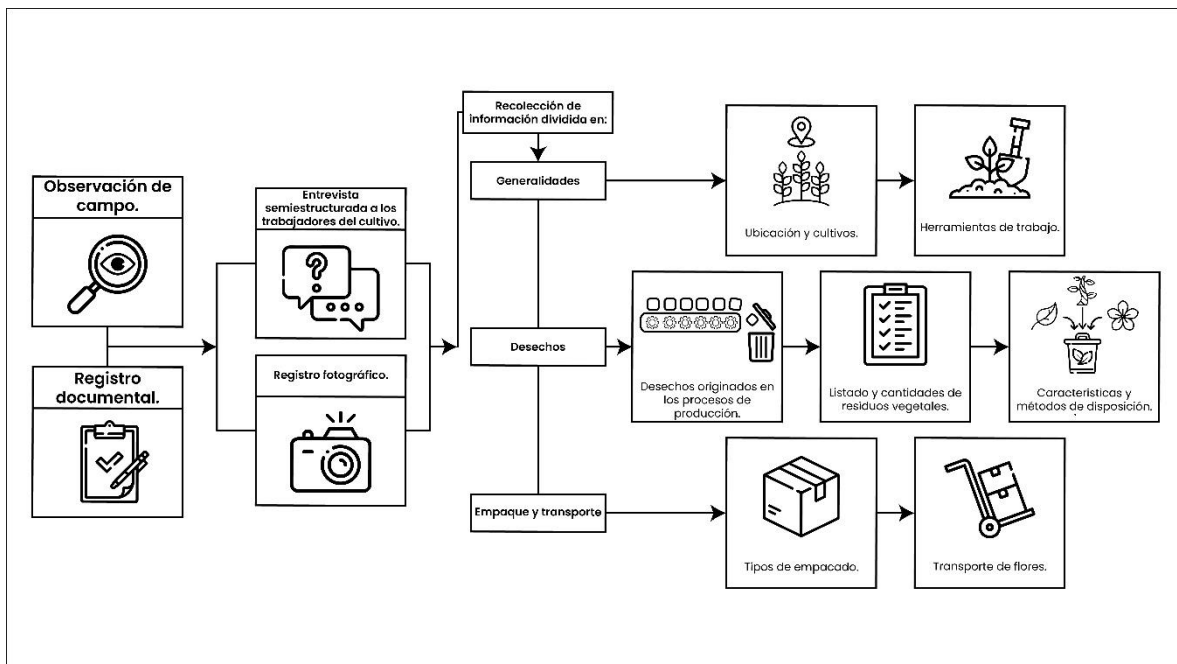 Observación de
campo.
Registro
documental.
Entrevista
semiestructurada a los
trabajadores del cultivo.
Registro fotográfico.
Recolección de
información dividida en:
Generalidades
Ubicación y cultivos.
Herramientas de trabajo.
Desechos
Desechos originados en
los procesos de
producción.
Listado y cantidades de
residuos vegetales.
Características y
métodos de disposición.
Empaque y transporte
Tipos de empacado.
Transporte de flores.